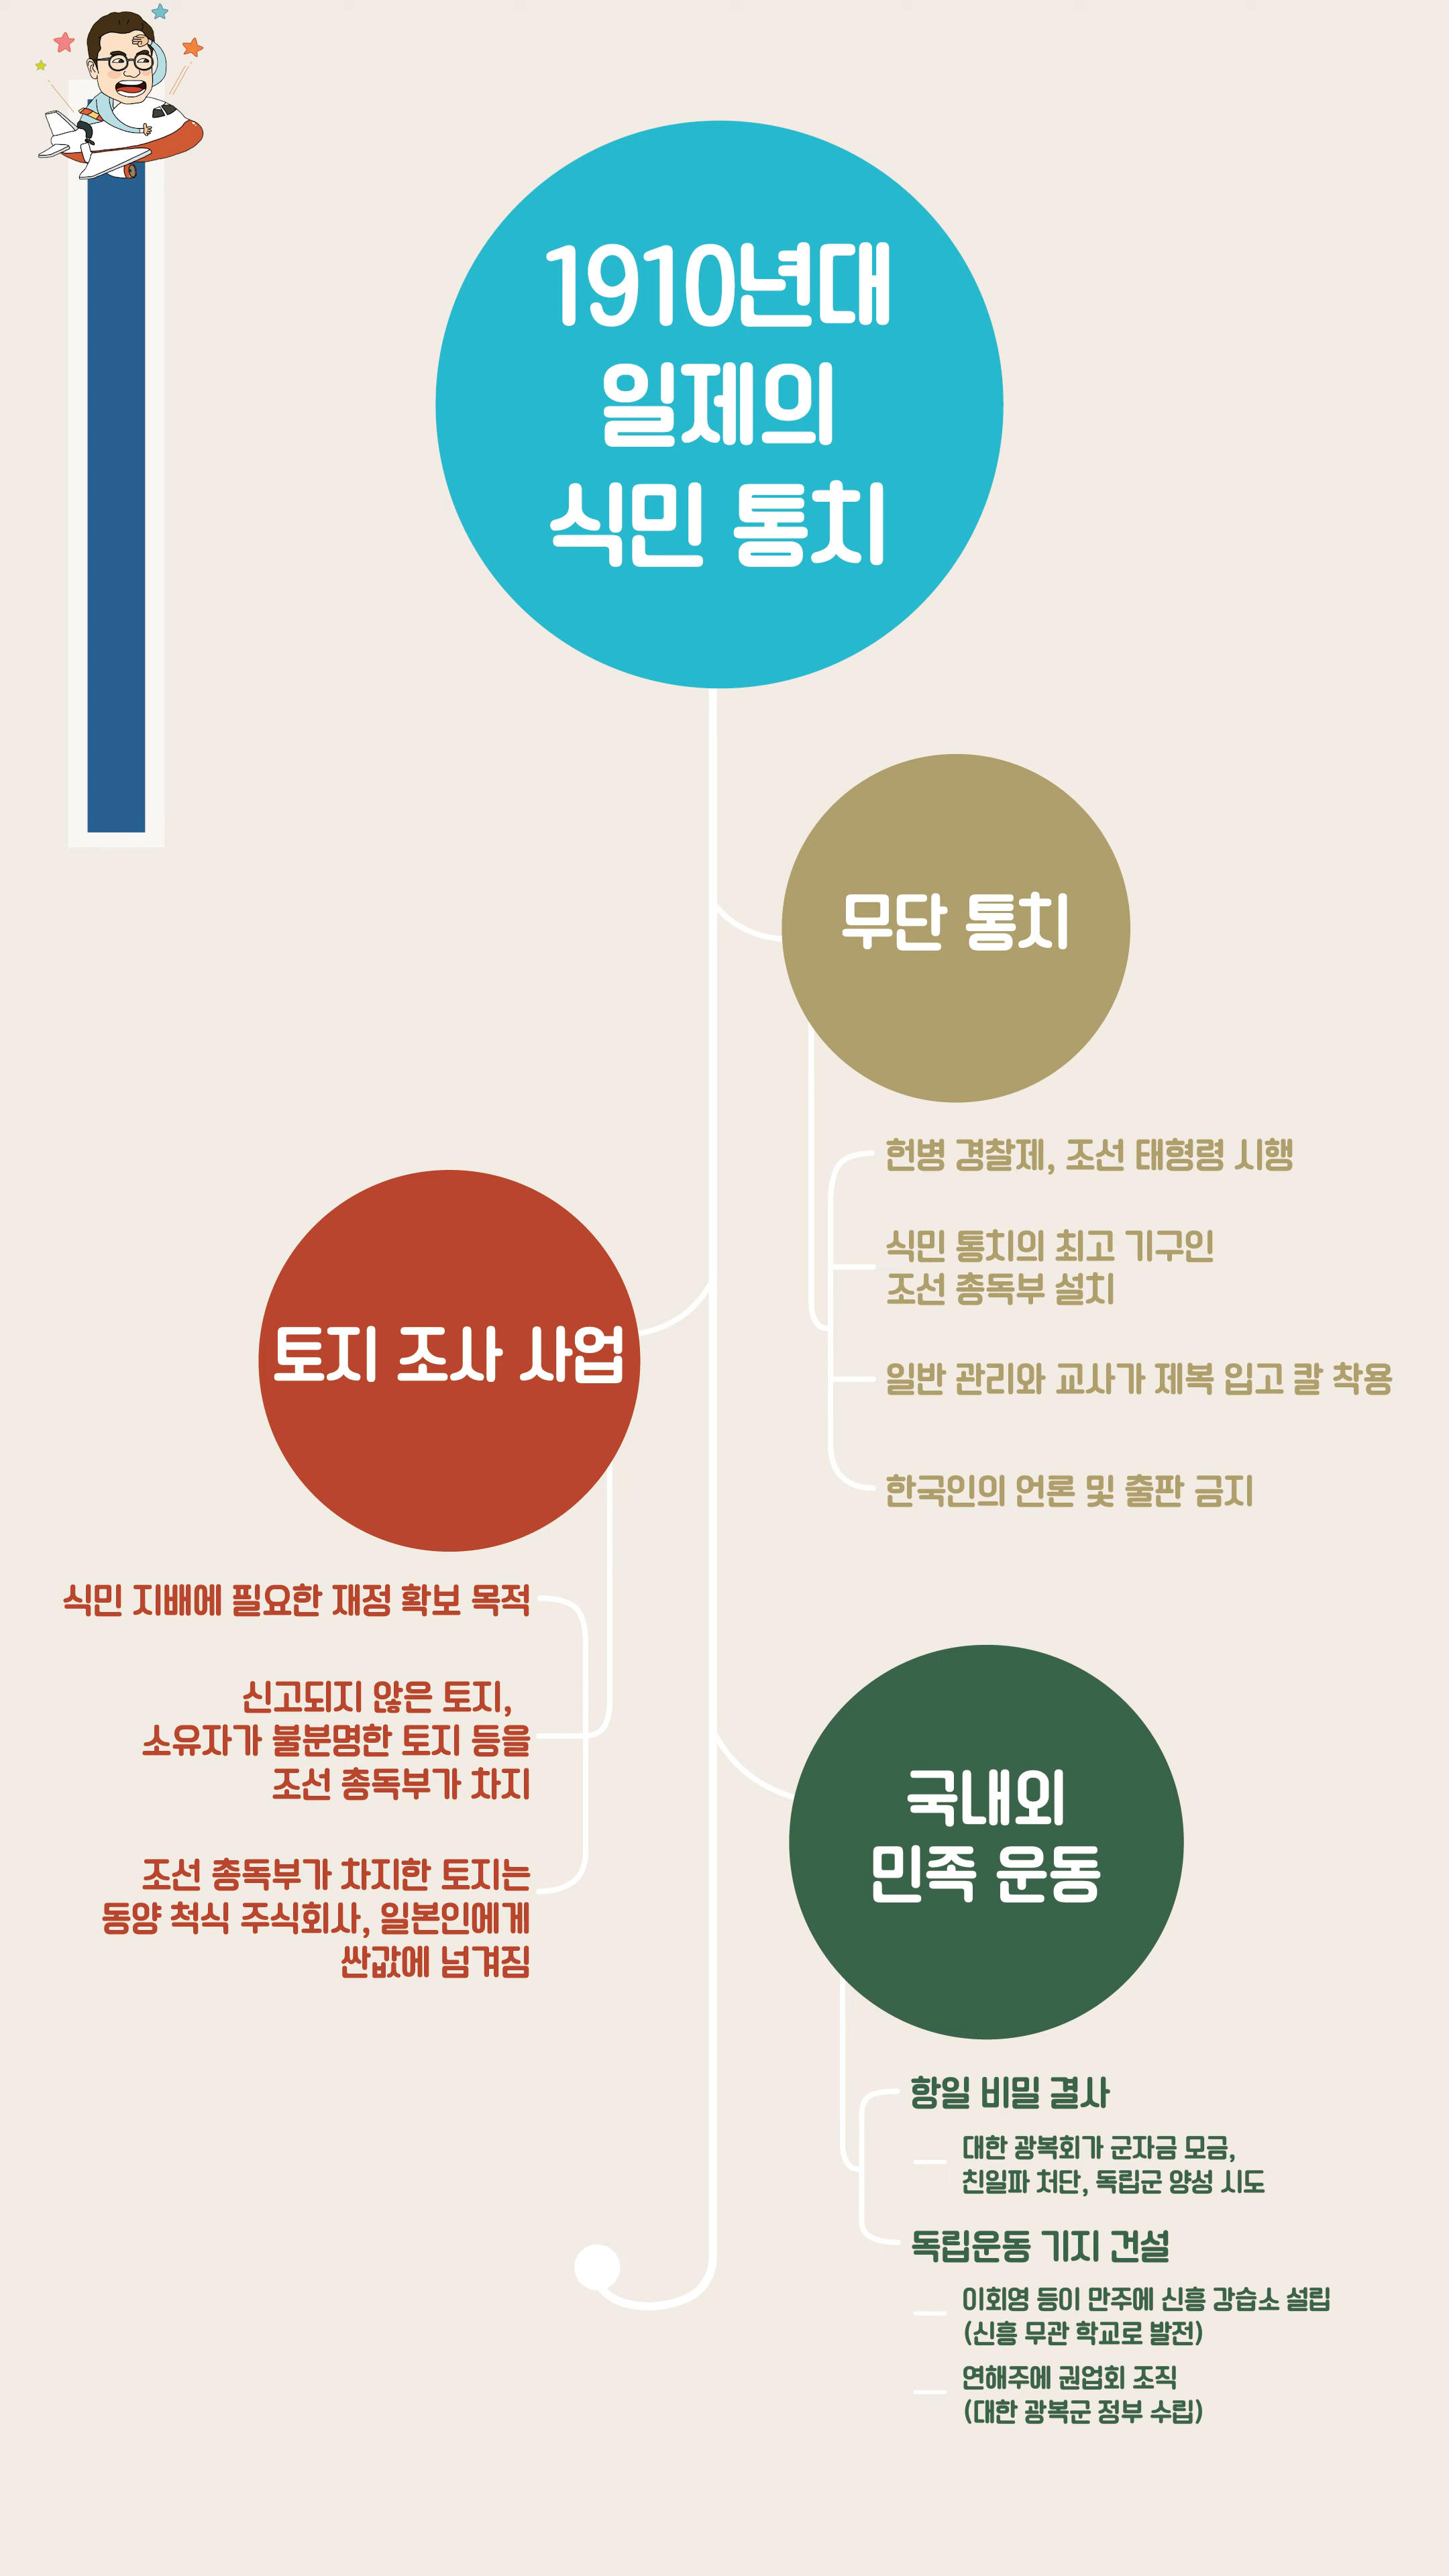 1910년대
일제의
식민 통치
무단 통치
헌병 경찰제, 조선 태형령 시행
식민 통치의 최고 기구인
조선 총독부 설치
일반 관리와 교사가 제복 입고 칼 착용
한국인의 언론 및 출판 금지
토지 조사 사업
식민 지배에 필요한 재정 확보 목적
신고되지 않은 토지,
소유자가 불분명한 토지 등을
조선 총독부가 차지
조선 총독부가 차지한 토지는
동양 척식 주식회사, 일본인에게
싼값에 넘겨짐
국내외
민족 운동
항일 비밀 결사
대한 광복회가 군자금 모금,
친일파 처단, 독립군 양성 시도
독립운동 기지 건설
이회영 등이 만주에 신흥 강습소 설립
(신흥 무관 학교로 발전)
연해주에 권업회 조직
(대한 광복군 정부 수립)